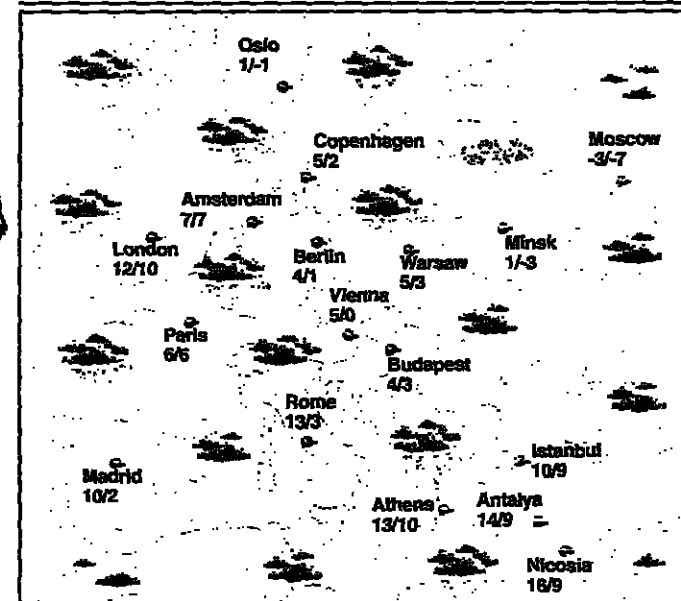 Oslo
1/-1
Copenhagen
5/2
Moscow
-3/-7
Amsterdam
7/7
London
12/10
Berlin
4/1
Warsaw
5/3
Minsk
1/-3
Vienna
5/0
Paris
6/6
Budapest
4/3
Rome
13/3
Istanbul
10/9
Madrid
10/2
Athens
13/10
Antalya
14/9
Nicosia
16/9